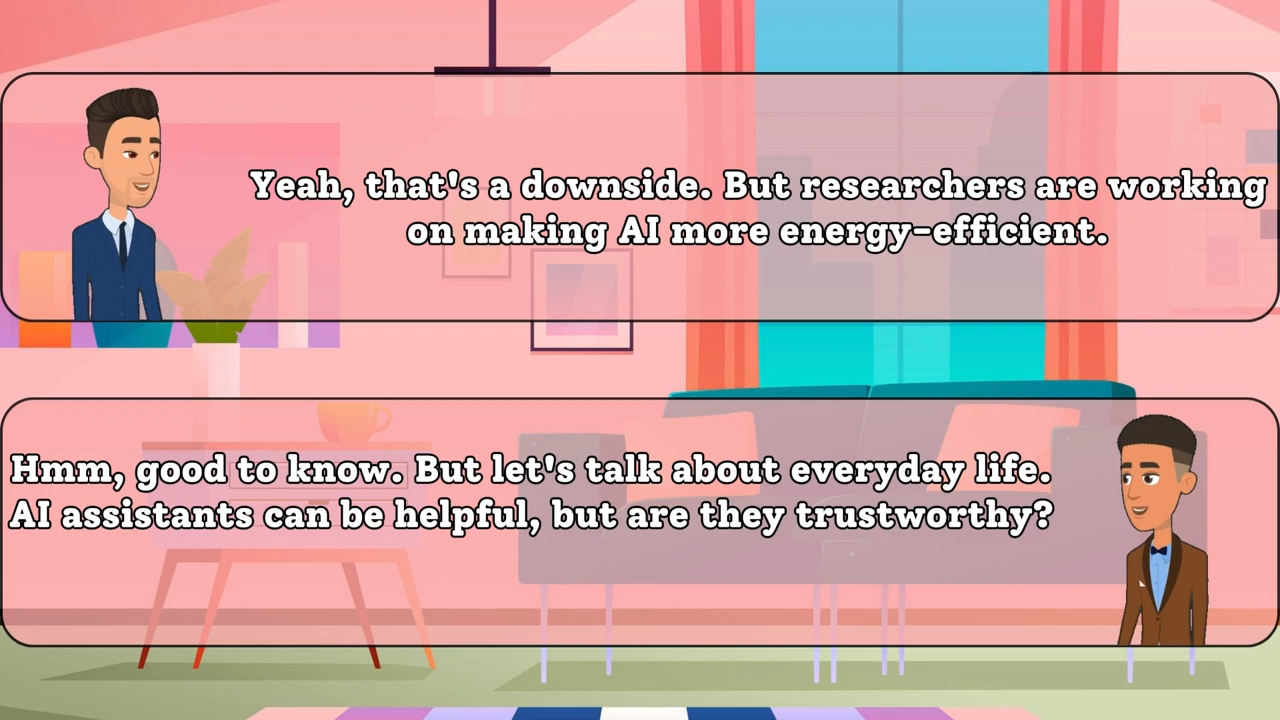 Yeah, that's a downside. But researchers are working
on making AI more energy-efficient.
Hmm, good to know. But let's talk about everyday life.
AI assistants can be helpful, but are they trustworthy?